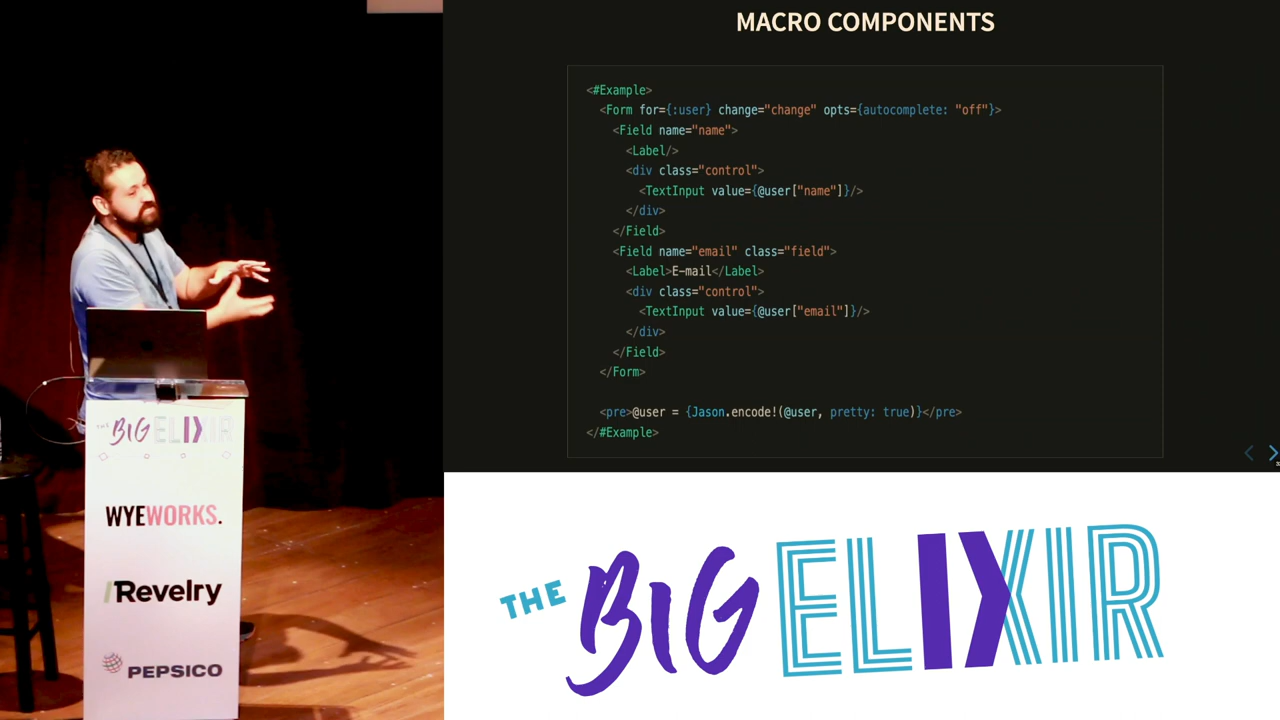 MACRO COMPONENTS
<#Example>
<Form for={:user} change="change" opts={autocomplete: "off"}>
<Field name="name">
<Label/>
<div class="control">
<TextInput value={@user["name"]}/>
</div>
</Field>
<Field name="email" class="field">
<Label>E-mail</Label>
<div class="control">
<TextInput value={@user["email"]}/>
</div>
</Field>
</Form>
<pre>@user = {Jason.encode!(@user, pretty: true)}</pre>
</#Example>
THE BIG ELIXIR
WYEWORKS.
Revelry
PEPSICO
THE BIG ELIXIR